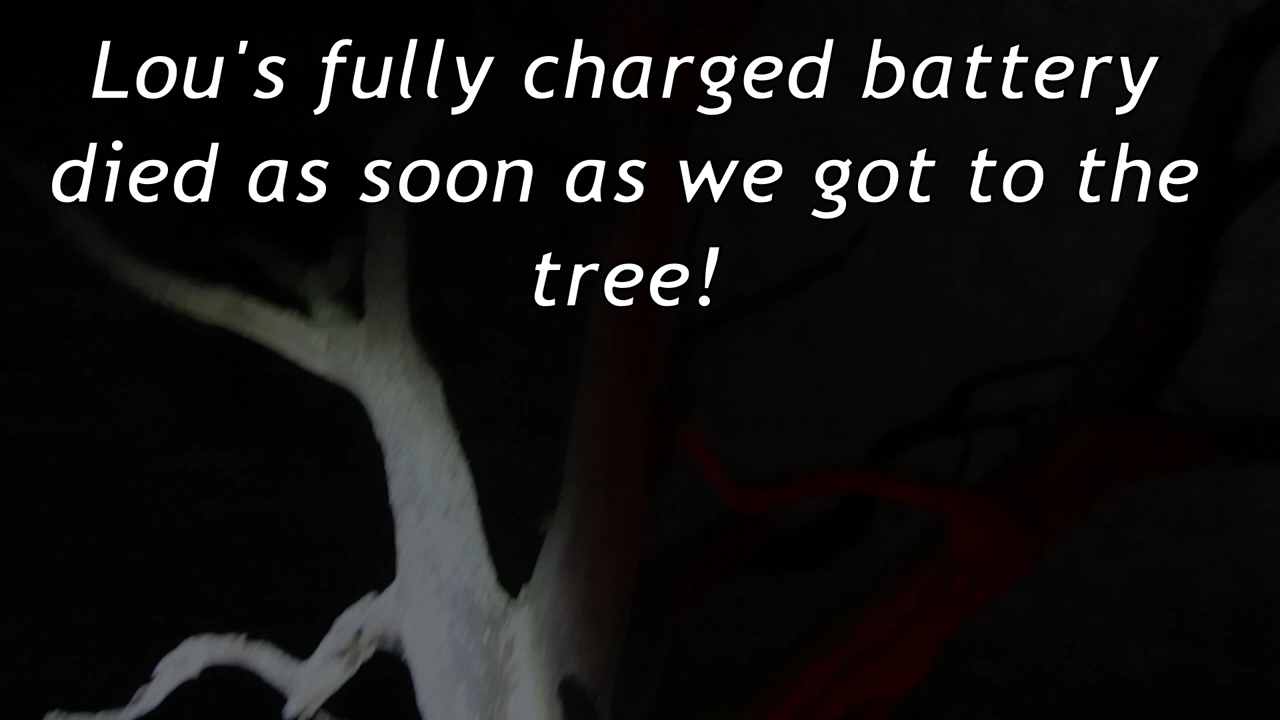 Lou's fully charged battery
died as soon as we got to the
tree!